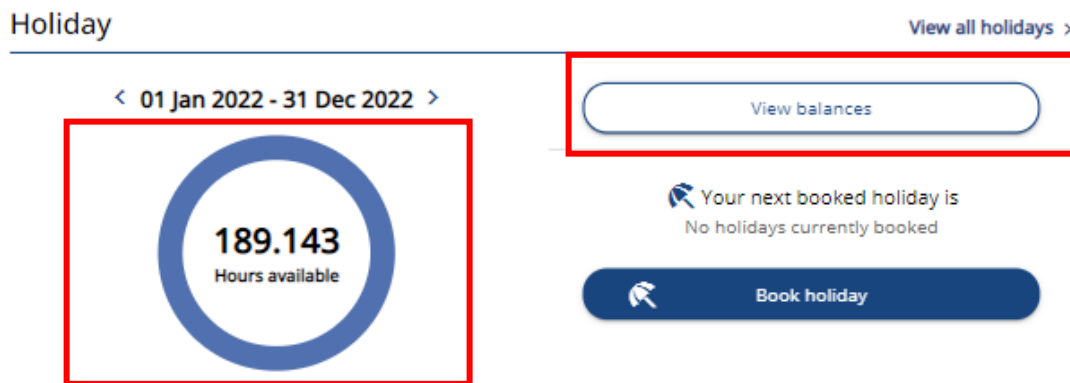 Holiday
View all holidays >
< 01 Jan 2022 - 31 Dec 2022 >
189.143
Hours available
View balances
Your next booked holiday is
No holidays currently booked
Book holiday